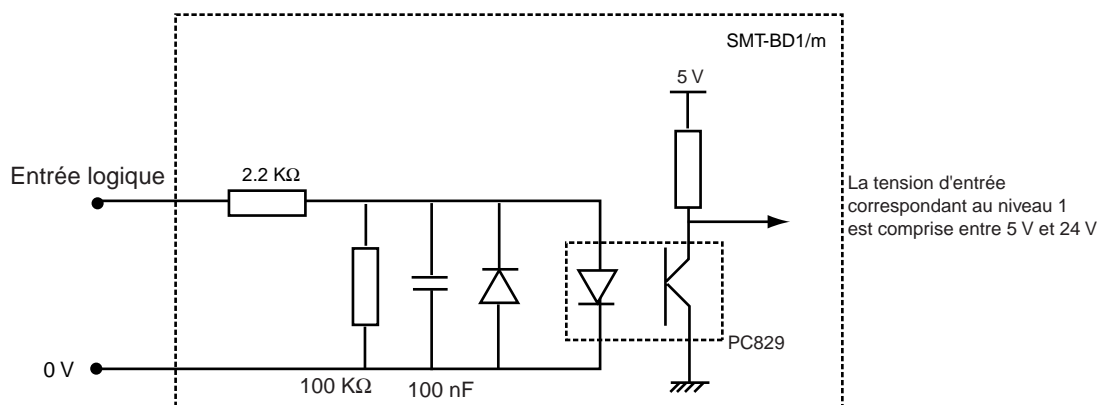 SMT-BD1/m
5 V
2.2 KΩ
Entrée logique
La tension d'entrée
correspondant au niveau 1
est comprise entre 5 V et 24 V
PC829
0 V
100 KΩ
100 nF